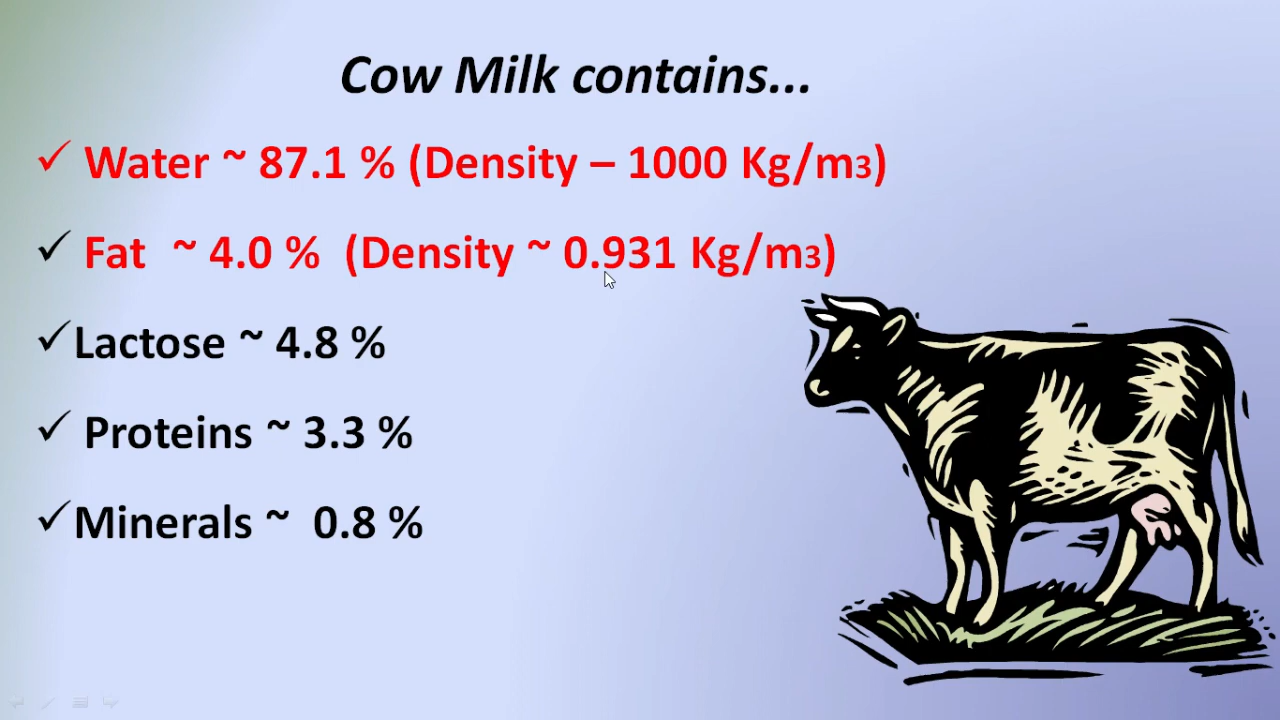 Cow Milk contains...
Water ~ 87.1 % (Density – 1000 Kg/m3)
Fat ~ 4.0 % (Density ~ 0.931 Kg/m3)
Lactose ~ 4.8 %
Proteins ~ 3.3 %
Minerals ~ 0.8 %